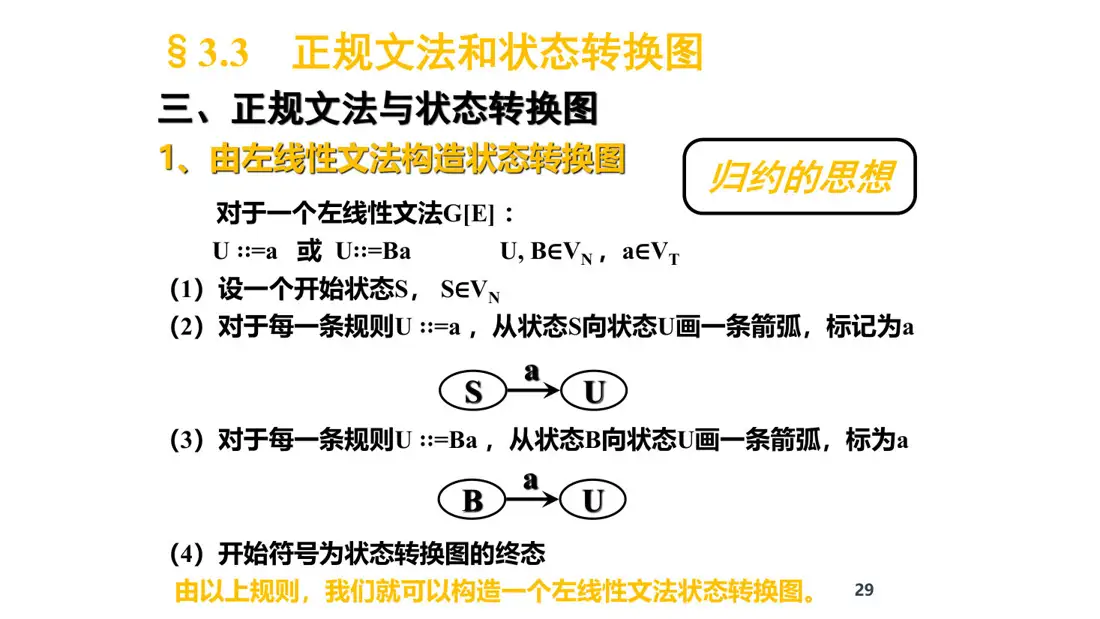 §3.3 正规文法和状态转换图
三、正规文法与状态转换图
1、由左线性文法构造状态转换图
归约的思想
对于一个左线性文法G[E]：
U ::=a 或 U::=Ba U, B∈VN ，a∈VT
（1）设一个开始状态S， S∈VN
（2）对于每一条规则U ::=a ，从状态S向状态U画一条箭弧，标记为a
S a U
（3）对于每一条规则U ::=Ba ，从状态B向状态U画一条箭弧，标为a
B a U
（4）开始符号为状态转换图的终态
由以上规则，我们就可以构造一个左线性文法状态转换图。
29